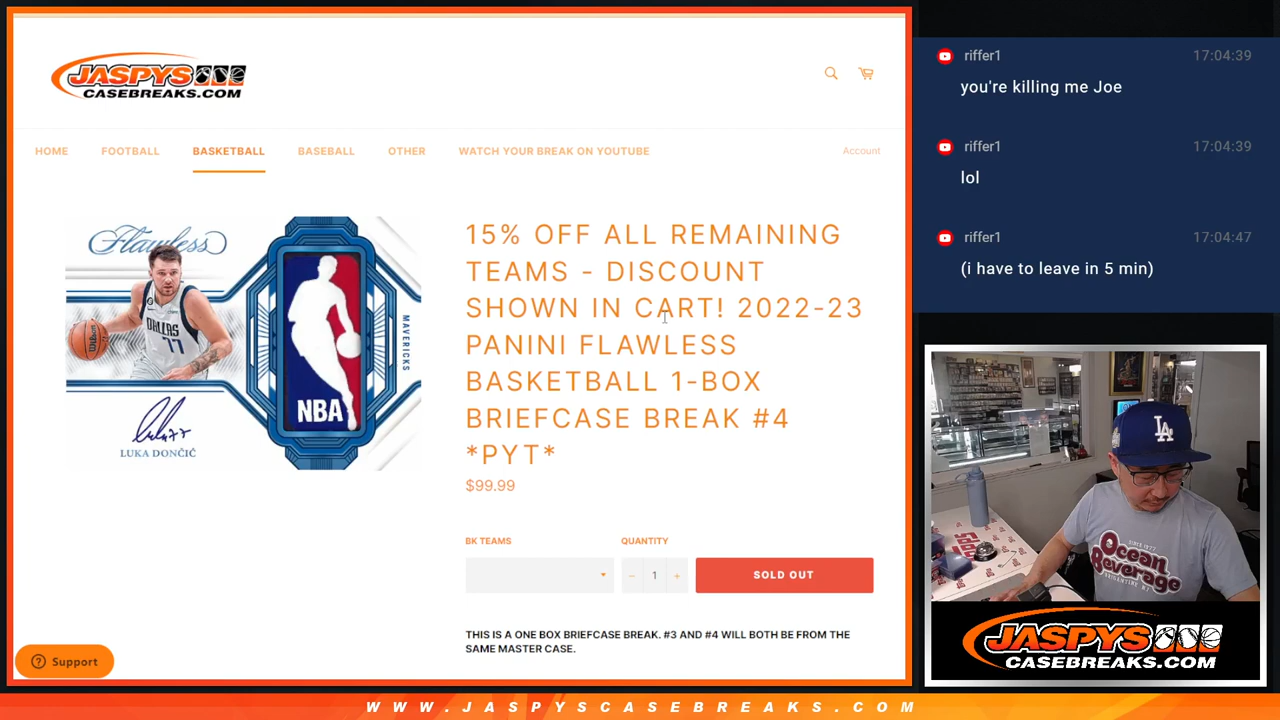 JASPYS
CASEBREAKS.COM
HOME
FOOTBALL
BASKETBALL
BASEBALL
OTHER
WATCH YOUR BREAK ON YOUTUBE
Account
Flawless
DALLAS
77
LUKA DONČIĆ
NBA
MAVERICKS
15% OFF ALL REMAINING
TEAMS - DISCOUNT
SHOWN IN CART! 2022-23
PANINI FLAWLESS
BASKETBALL 1-BOX
BRIEFCASE BREAK #4
*PYT*
$99.99
BK TEAMS
QUANTITY
− 1 +
SOLD OUT
THIS IS A ONE BOX BRIEFCASE BREAK. #3 AND #4 WILL BOTH BE FROM THE
SAME MASTER CASE.
Support
riffer1 17:04:39
you're killing me Joe
riffer1 17:04:39
lol
riffer1 17:04:47
(i have to leave in 5 min)
LA
Ocean
Beverage
BRIGANTINE NJ
JASPYS
CASEBREAKS.COM
WWW.JASPYSCASEBREAKS.COM